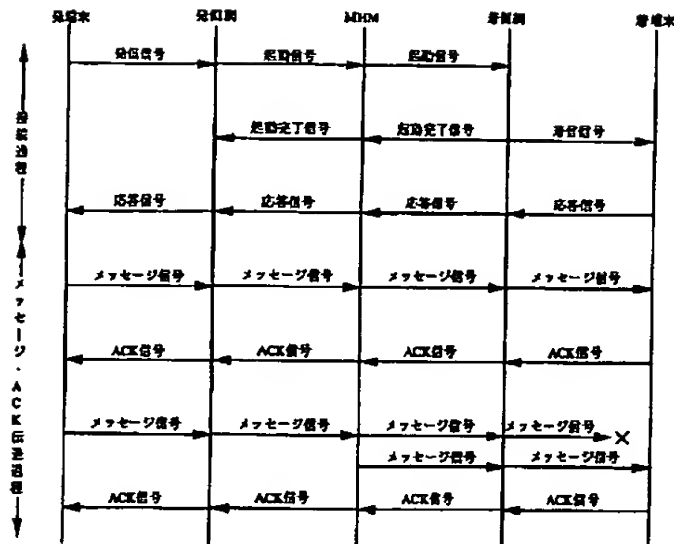 発端末 発側網 MHM 着側網 着端末
発信信号 起動信号 起動信号
起動完了信号 起動完了信号 着信信号
応答信号 応答信号 応答信号 応答信号
メッセージ信号 メッセージ信号 メッセージ信号 メッセージ信号
ACK信号 ACK信号 ACK信号 ACK信号
メッセージ信号 メッセージ信号 メッセージ信号 メッセージ信号
メッセージ信号 メッセージ信号
ACK信号 ACK信号 ACK信号 ACK信号
接続過程
メッセージ・ACK伝送過程